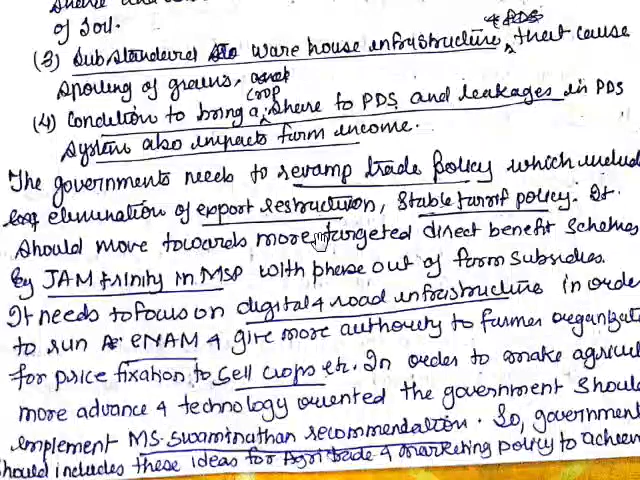 of soil.
(3) Substandard ware house infrastructure, that cause
spoiling of grains,
crop
(4) Condition to bring a share to PDS and leakages in PDS
System also impacts farm income.
The governments needs to revamp trade policy which includ
elimination of export restriction, stable tariff policy. It
should move towards more targeted direct benefit schemes
by JAM trinity in MSP with phase out of farm subsidies.
It needs to focus on digital & road infrastructure in order
to run eNAM & give more authority to farmer organizat
for price fixation to sell crops etc. In order to make agricul
more advance & technology oriented the government shou
implement MS. Swaminathan recommendation. So, government
should includes these ideas for Agri trade & marketing policy to achieve